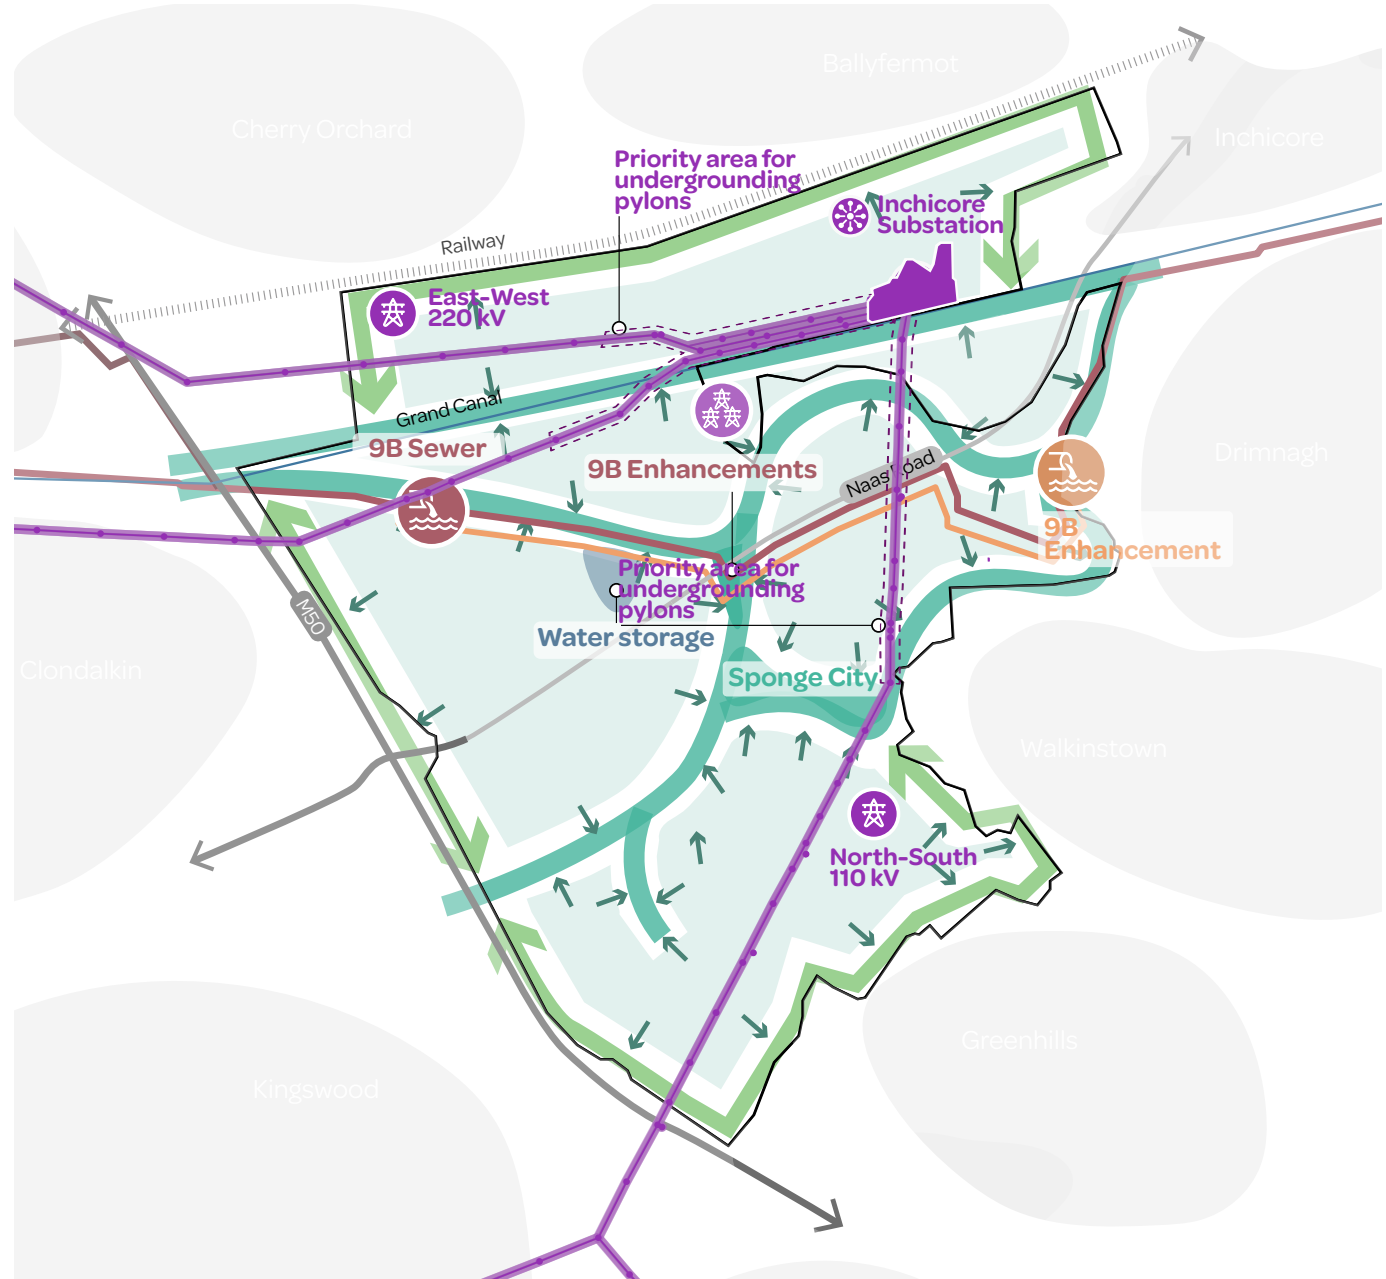 Ballyfermot
Cherry Orchard
Inchicore
Priority area for
undergrounding
pylons
Inchicore
Substation
Railway
East-West
220 kV
Grand Canal
9B Sewer
9B Enhancements
Naas Road
Drimnagh
9B
Enhancement
Priority area for
undergrounding
pylons
M50
Water storage
Clondalkin
Sponge City
Walkinstown
North-South
110 kV
Greenhills
Kingswood